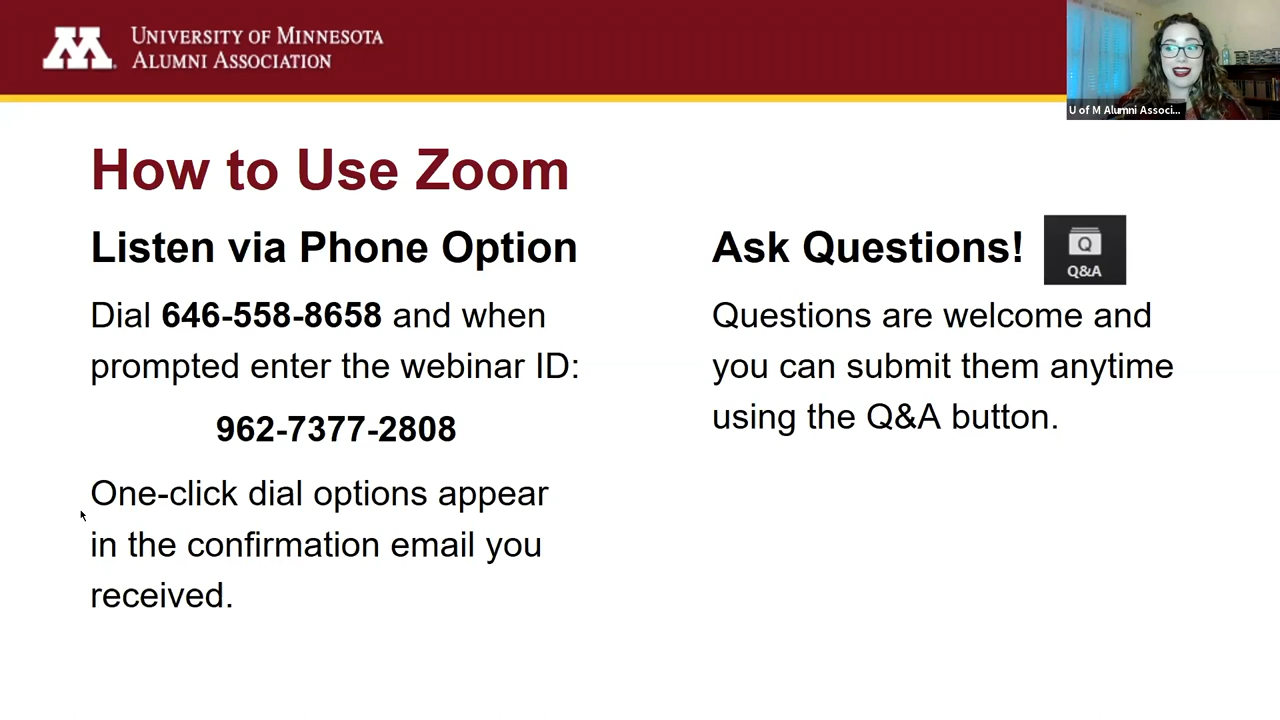 UNIVERSITY OF MINNESOTA
ALUMNI ASSOCIATION
U of M Alumni Associ...
How to Use Zoom
Listen via Phone Option
Dial 646-558-8658 and when
prompted enter the webinar ID:
962-7377-2808
One-click dial options appear
in the confirmation email you
received.
Ask Questions!
Q
Q&A
Questions are welcome and
you can submit them anytime
using the Q&A button.